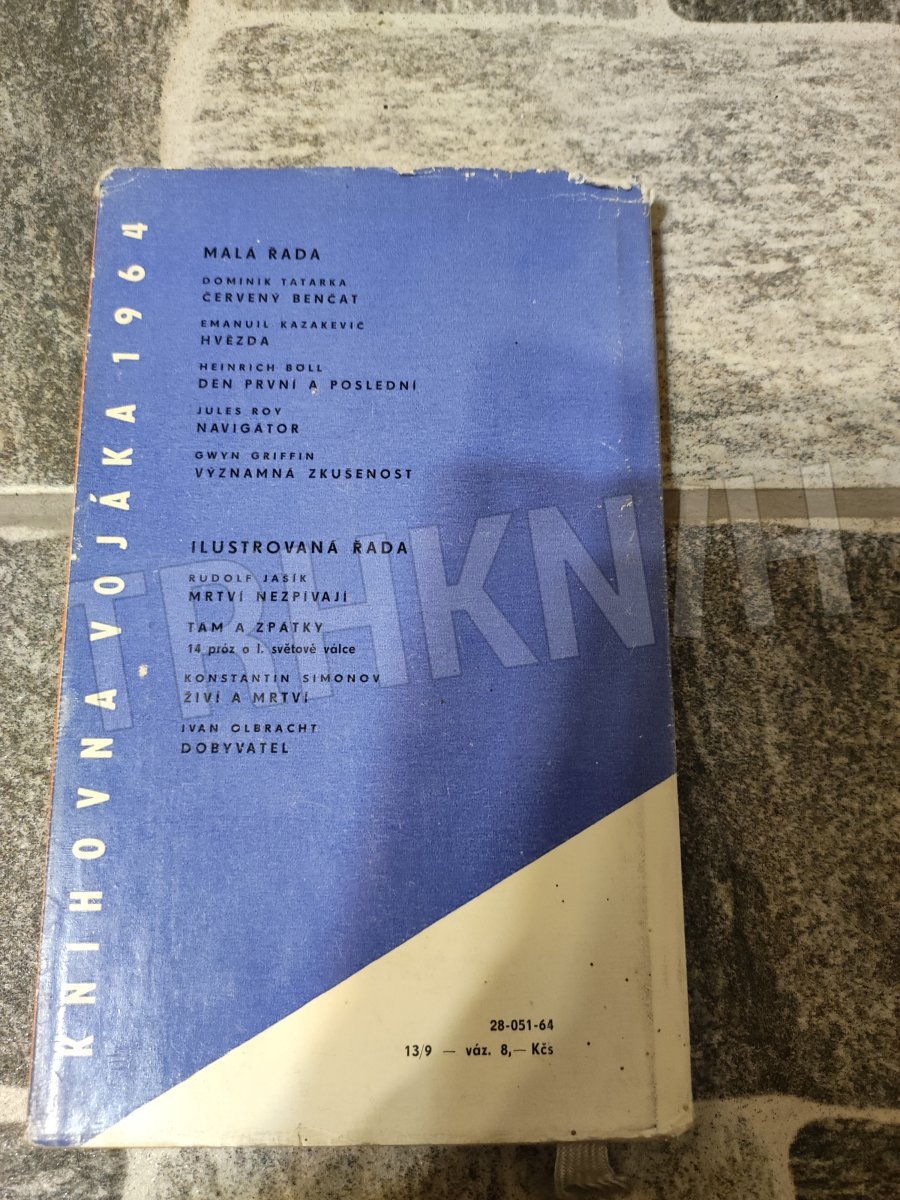 KNIHOVNA VOJÁKA 1964
MALÁ ŘADA
DOMINIK TATARKA
ČERVENÝ BENČAT
EMANUIL KAZAKEVIČ
HVĚZDA
HEINRICH BÖLL
DEN PRVNÍ A POSLEDNÍ
JULES ROY
NAVIGÁTOR
GWYN GRIFFIN
VÝZNAMNÁ ZKUŠENOST
ILUSTROVANÁ ŘADA
RUDOLF JAŠÍK
MRTVÍ NEZPÍVAJÍ
TAM A ZPÁTKY
14 próz o I. světové válce
KONSTANTIN SIMONOV
ŽIVÍ A MRTVÍ
IVAN OLBRACHT
DOBYVATEL
28-051-64
13/9 — váz. 8,— Kčs
TRHKNIH